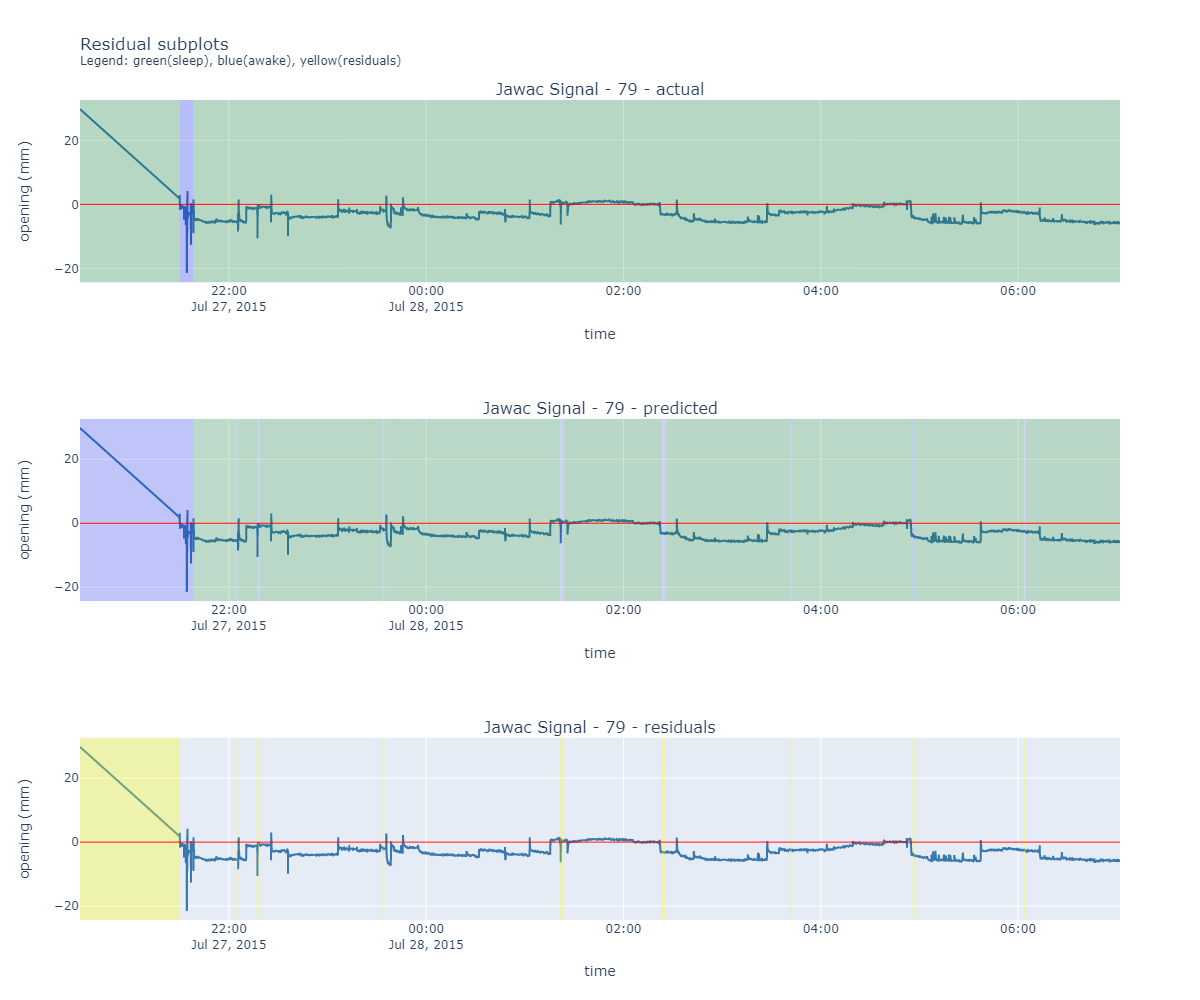 Residual subplots
Legend: green(sleep), blue(awake), yellow(residuals)
Jawac Signal - 79 - actual
opening (mm)
20
0
−20
22:00
Jul 27, 2015
00:00
Jul 28, 2015
02:00
04:00
06:00
time
Jawac Signal - 79 - predicted
opening (mm)
20
0
−20
22:00
Jul 27, 2015
00:00
Jul 28, 2015
02:00
04:00
06:00
time
Jawac Signal - 79 - residuals
opening (mm)
20
0
−20
22:00
Jul 27, 2015
00:00
Jul 28, 2015
02:00
04:00
06:00
time